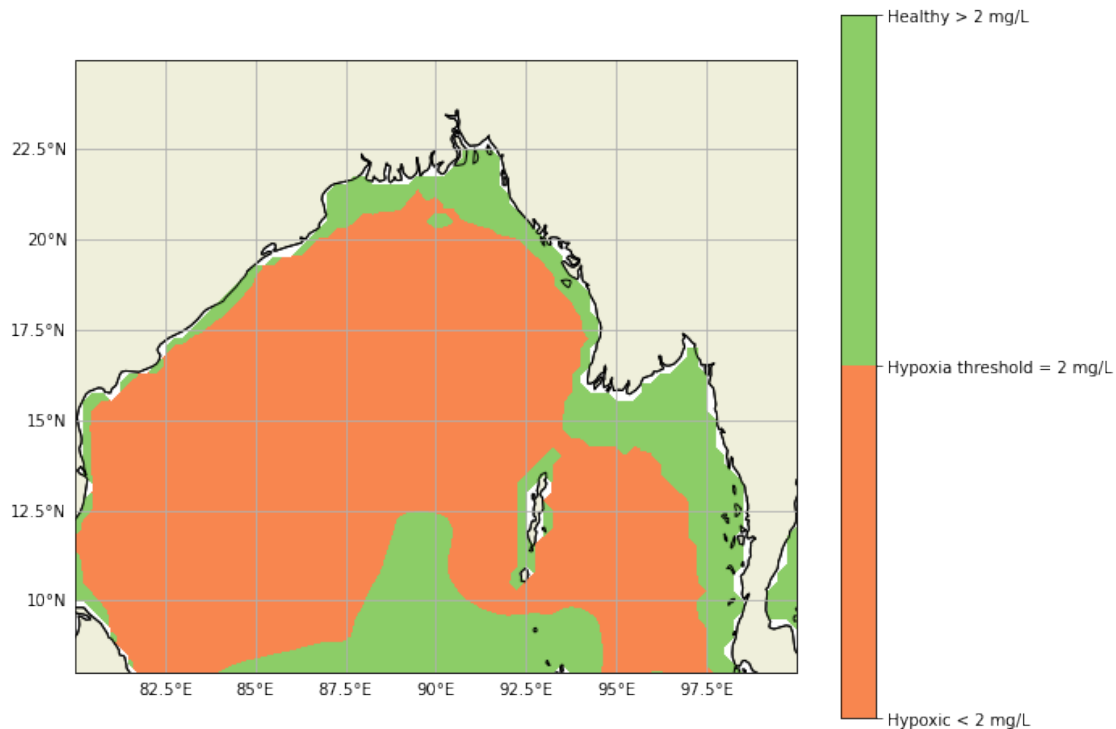 Healthy > 2 mg/L
22.5°N
20°N
17.5°N
Hypoxia threshold = 2 mg/L
15°N
12.5°N
10°N
82.5°E 85°E 87.5°E 90°E 92.5°E 95°E 97.5°E
Hypoxic < 2 mg/L